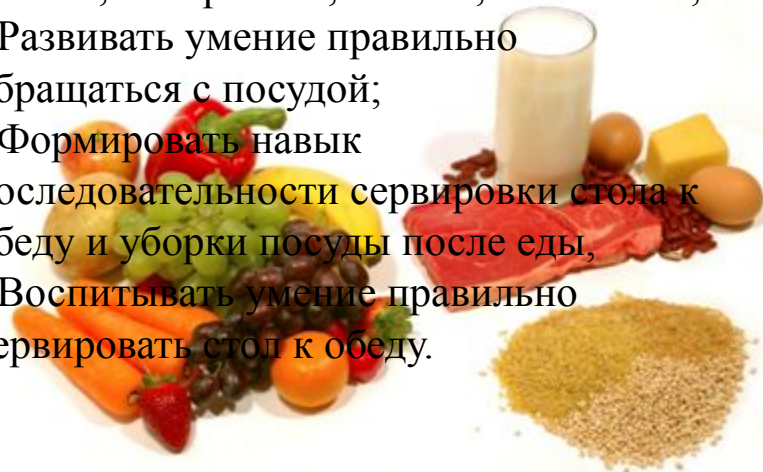 Развивать умение правильно
бращаться с посудой;
Формировать навык
оследовательности сервировки стола к
беду и уборки посуды после еды,
Воспитывать умение правильно
ервировать стол к обеду.